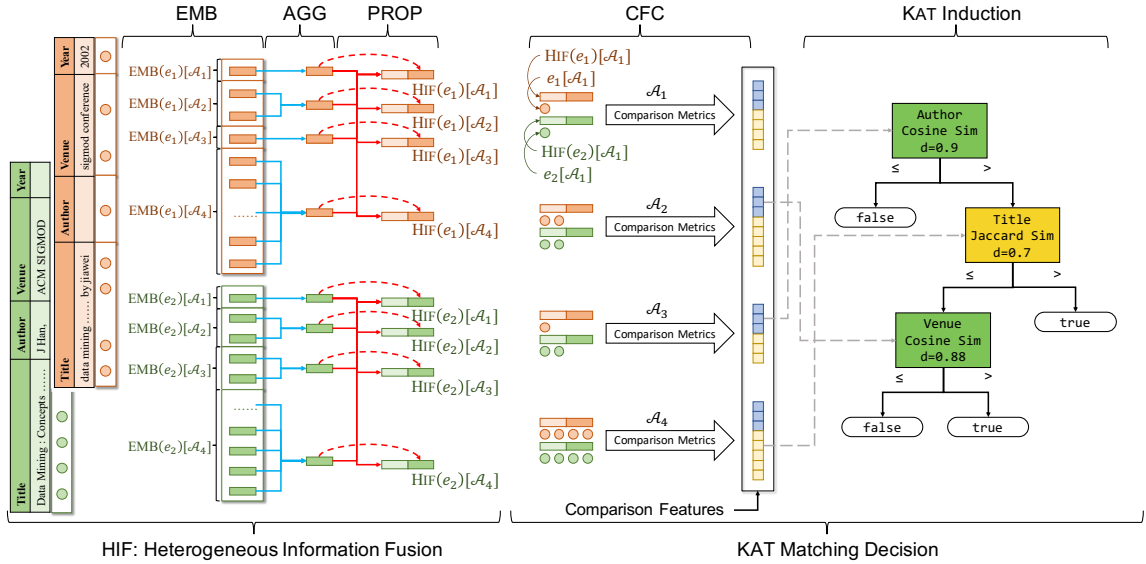 EMB
AGG
PROP
CFC
KAT Induction
Title
Author
Venue
Year
Data Mining : Concepts ……
J Han,
ACM SIGMOD
Title
Author
Venue
Year
data mining …… by jiawei
sigmod conference
2002
EMB(e1)[A1]
EMB(e1)[A2]
EMB(e1)[A3]
EMB(e1)[A4]
……
HIF(e1)[A1]
HIF(e1)[A2]
HIF(e1)[A3]
HIF(e1)[A4]
EMB(e2)[A1]
EMB(e2)[A2]
EMB(e2)[A3]
EMB(e2)[A4]
……
HIF(e2)[A1]
HIF(e2)[A2]
HIF(e2)[A3]
HIF(e2)[A4]
HIF(e1)[A1]
e1[A1]
HIF(e2)[A1]
e2[A1]
A1
Comparison Metrics
A2
Comparison Metrics
A3
Comparison Metrics
A4
Comparison Metrics
Comparison Features
Author
Cosine Sim
d=0.9
≤ >
false
Title
Jaccard Sim
d=0.7
≤ >
true
Venue
Cosine Sim
d=0.88
≤ >
false
true
HIF: Heterogeneous Information Fusion
KAT Matching Decision